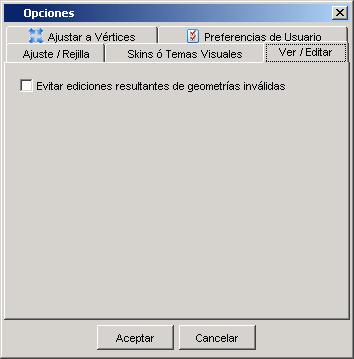 Opciones
Ajustar a Vértices Preferencias de Usuario
Ajuste / Rejilla Skins ó Temas Visuales Ver / Editar
Evitar ediciones resultantes de geometrías inválidas
Aceptar Cancelar